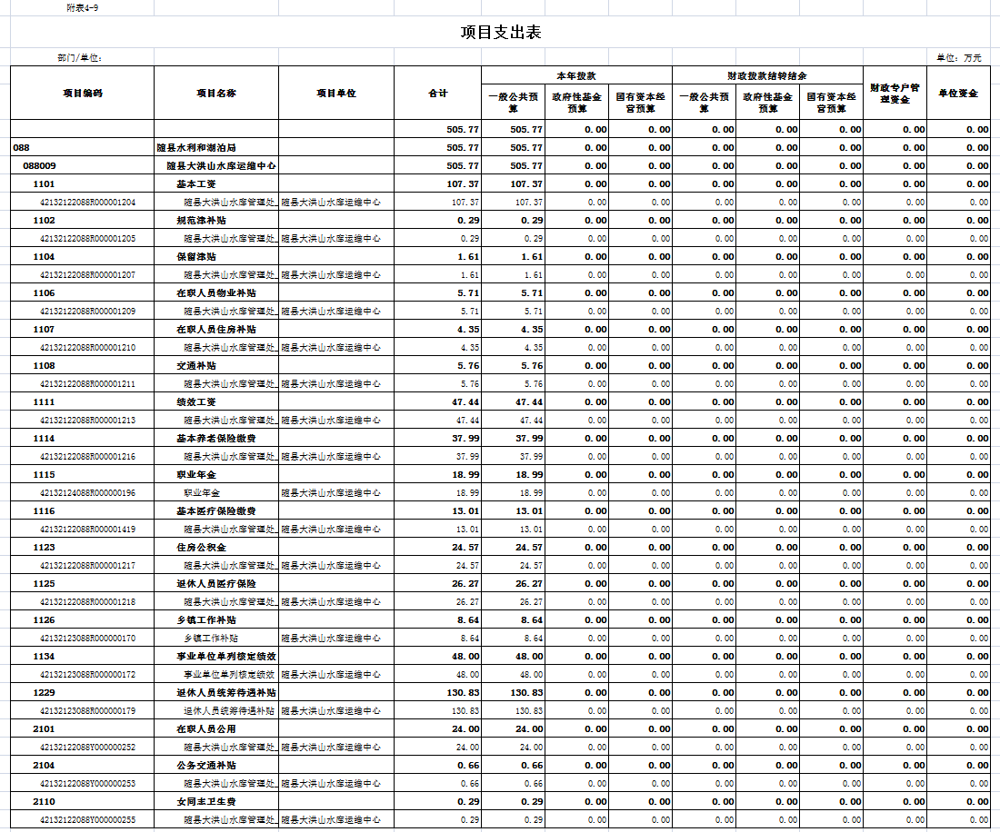 附表4-9
项目支出表
部门/单位: 单位: 万元
项目编码 项目名称 项目单位 合计 本年拨款 财政拨款结转结余 财政专户管理资金 单位资金
一般公共预算 政府性基金预算 国有资本经营预算 一般公共预算 政府性基金预算 国有资本经营预算
505.77 505.77 0.00 0.00 0.00 0.00 0.00 0.00 0.00
088 随县水利和湖泊局 505.77 505.77 0.00 0.00 0.00 0.00 0.00 0.00 0.00
088009 随县大洪山水库运维中心 505.77 505.77 0.00 0.00 0.00 0.00 0.00 0.00 0.00
1101 基本工资 107.37 107.37 0.00 0.00 0.00 0.00 0.00 0.00 0.00
42132122088R000001204 随县大洪山水库管理处_ 随县大洪山水库运维中心 107.37 107.37 0.00 0.00 0.00 0.00 0.00 0.00 0.00
1102 规范津补贴 0.29 0.29 0.00 0.00 0.00 0.00 0.00 0.00 0.00
42132122088R000001205 随县大洪山水库管理处_ 随县大洪山水库运维中心 0.29 0.29 0.00 0.00 0.00 0.00 0.00 0.00 0.00
1104 保留津贴 1.61 1.61 0.00 0.00 0.00 0.00 0.00 0.00 0.00
42132122088R000001207 随县大洪山水库管理处_ 随县大洪山水库运维中心 1.61 1.61 0.00 0.00 0.00 0.00 0.00 0.00 0.00
1106 在职人员物业补贴 5.71 5.71 0.00 0.00 0.00 0.00 0.00 0.00 0.00
42132122088R000001209 随县大洪山水库管理处_ 随县大洪山水库运维中心 5.71 5.71 0.00 0.00 0.00 0.00 0.00 0.00 0.00
1107 在职人员住房补贴 4.35 4.35 0.00 0.00 0.00 0.00 0.00 0.00 0.00
42132122088R000001210 随县大洪山水库管理处_ 随县大洪山水库运维中心 4.35 4.35 0.00 0.00 0.00 0.00 0.00 0.00 0.00
1108 交通补贴 5.76 5.76 0.00 0.00 0.00 0.00 0.00 0.00 0.00
42132122088R000001211 随县大洪山水库管理处_ 随县大洪山水库运维中心 5.76 5.76 0.00 0.00 0.00 0.00 0.00 0.00 0.00
1111 绩效工资 47.44 47.44 0.00 0.00 0.00 0.00 0.00 0.00 0.00
42132122088R000001213 随县大洪山水库管理处_ 随县大洪山水库运维中心 47.44 47.44 0.00 0.00 0.00 0.00 0.00 0.00 0.00
1114 基本养老保险缴费 37.99 37.99 0.00 0.00 0.00 0.00 0.00 0.00 0.00
42132122088R000001216 随县大洪山水库管理处_ 随县大洪山水库运维中心 37.99 37.99 0.00 0.00 0.00 0.00 0.00 0.00 0.00
1115 职业年金 18.99 18.99 0.00 0.00 0.00 0.00 0.00 0.00 0.00
42132124088R000000196 职业年金 随县大洪山水库运维中心 18.99 18.99 0.00 0.00 0.00 0.00 0.00 0.00 0.00
1116 基本医疗保险缴费 13.01 13.01 0.00 0.00 0.00 0.00 0.00 0.00 0.00
42132122088R000001419 随县大洪山水库管理处_ 随县大洪山水库运维中心 13.01 13.01 0.00 0.00 0.00 0.00 0.00 0.00 0.00
1123 住房公积金 24.57 24.57 0.00 0.00 0.00 0.00 0.00 0.00 0.00
42132122088R000001217 随县大洪山水库管理处_ 随县大洪山水库运维中心 24.57 24.57 0.00 0.00 0.00 0.00 0.00 0.00 0.00
1125 退休人员医疗保险 26.27 26.27 0.00 0.00 0.00 0.00 0.00 0.00 0.00
42132122088R000001218 随县大洪山水库管理处_ 随县大洪山水库运维中心 26.27 26.27 0.00 0.00 0.00 0.00 0.00 0.00 0.00
1126 乡镇工作补贴 8.64 8.64 0.00 0.00 0.00 0.00 0.00 0.00 0.00
42132123088R000000170 乡镇工作补贴 随县大洪山水库运维中心 8.64 8.64 0.00 0.00 0.00 0.00 0.00 0.00 0.00
1134 事业单位单列核定绩效 48.00 48.00 0.00 0.00 0.00 0.00 0.00 0.00 0.00
42132123088R000000172 事业单位单列核定绩效 随县大洪山水库运维中心 48.00 48.00 0.00 0.00 0.00 0.00 0.00 0.00 0.00
1229 退休人员统筹待遇补贴 130.83 130.83 0.00 0.00 0.00 0.00 0.00 0.00 0.00
42132123088R000000179 退休人员统筹待遇补贴 随县大洪山水库运维中心 130.83 130.83 0.00 0.00 0.00 0.00 0.00 0.00 0.00
2101 在职人员公用 24.00 24.00 0.00 0.00 0.00 0.00 0.00 0.00 0.00
42132122088Y000000252 随县大洪山水库管理处_ 随县大洪山水库运维中心 24.00 24.00 0.00 0.00 0.00 0.00 0.00 0.00 0.00
2104 公务交通补贴 0.66 0.66 0.00 0.00 0.00 0.00 0.00 0.00 0.00
42132122088Y000000253 随县大洪山水库管理处_ 随县大洪山水库运维中心 0.66 0.66 0.00 0.00 0.00 0.00 0.00 0.00 0.00
2110 女同志卫生费 0.29 0.29 0.00 0.00 0.00 0.00 0.00 0.00 0.00
42132122088Y000000255 随县大洪山水库管理处_ 随县大洪山水库运维中心 0.29 0.29 0.00 0.00 0.00 0.00 0.00 0.00 0.00